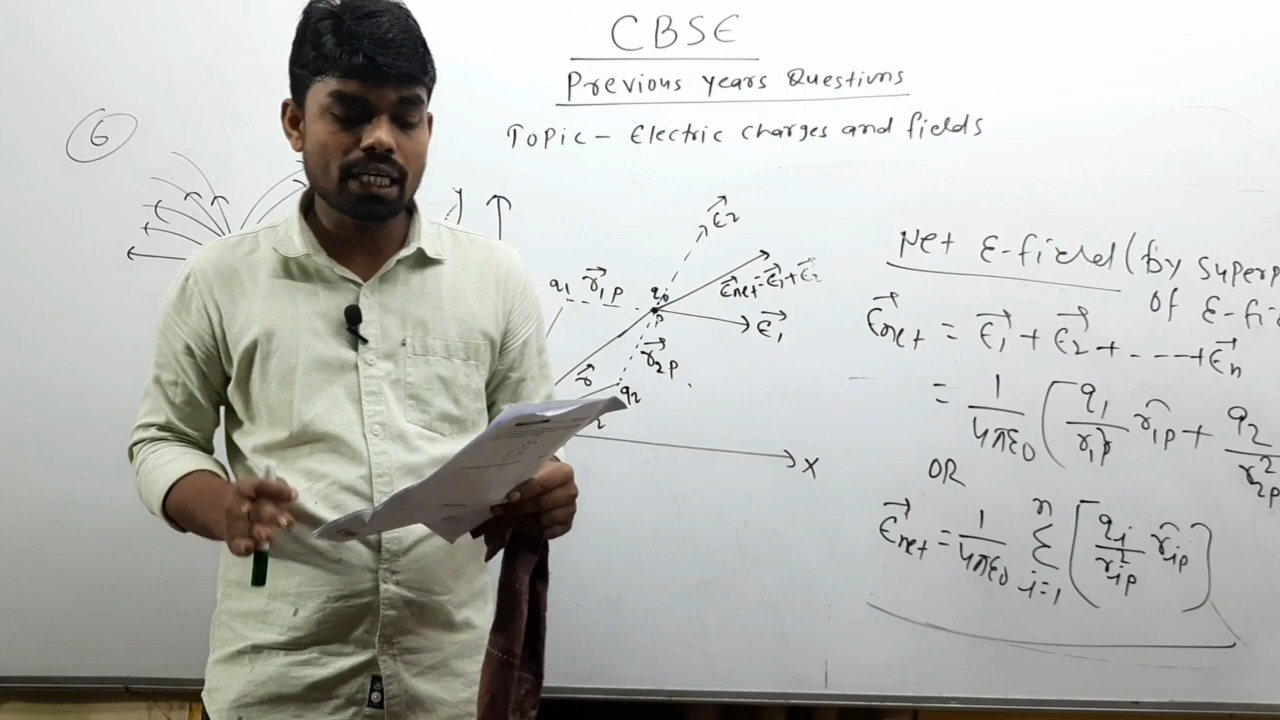 CBSE
Previous years Questions
Topic - Electric charges and fields
6
y
E⃗2
q1 r⃗1P
q0
P
E⃗net = E⃗1 + E⃗2
E⃗1
r⃗2P
r⃗
q2
2
X
Net E-field (by superp
of E-fi
E⃗net = E⃗1 + E⃗2 + ---- + E⃗n
= 1/4πε0 [ q1/r1P² r̂1P + q2/r2P²
OR
E⃗net = 1/4πε0 Σ n i=1 [ qi/riP² r̂iP ]